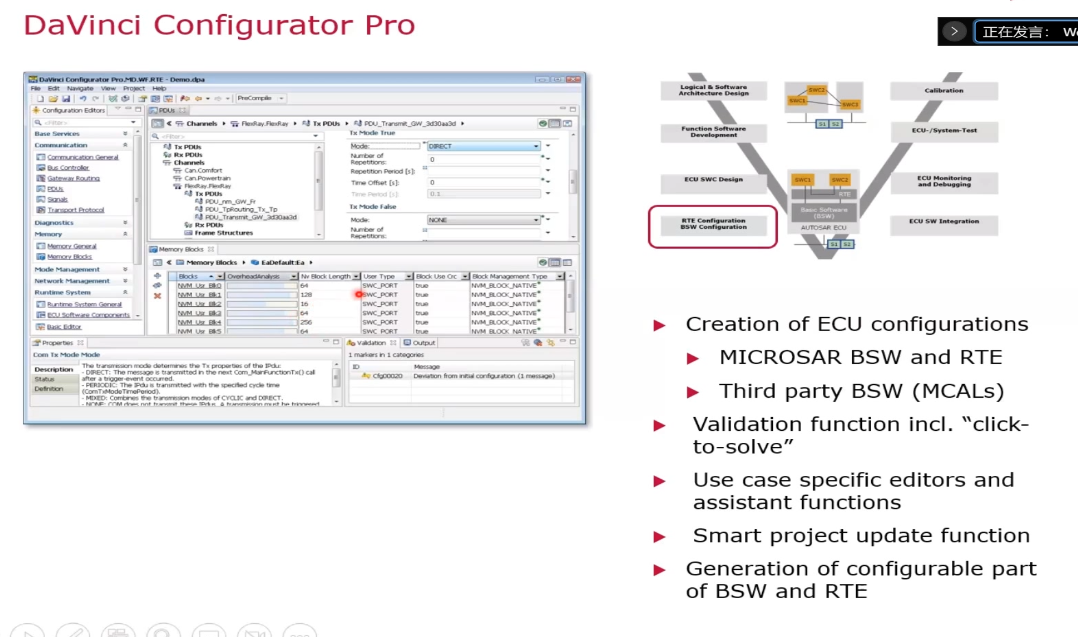 DaVinci Configurator Pro
正在发言：
DaVinci Configurator Pro.MD.WF.RTE - Demo.dpa
File Edit Navigate View Project Help
PreCompile
Configuration Editors
PDUs
<Filter>
Channels FlexRay.FlexRay Tx PDUs PDU_Transmit_GW_3d30aa3d
Base Services
Communication
Communication General
Bus Controller
Gateway Routing
PDUs
Signals
Transport Protocol
Diagnostics
Memory
Memory General
Memory Blocks
Mode Management
Network Management
Runtime System
Runtime System General
ECU Software Components
Basic Editor
<Filter>
Tx PDUs
Rx PDUs
Channels
Can.Comfort
Can.Powertrain
FlexRay.FlexRay
Tx PDUs
PDU_nm_GW_Fr
PDU_TpRouting_Tx_Tp
PDU_Transmit_GW_3d30aa3d
Rx PDUs
Frame Structures
Tx Mode True
Mode: DIRECT
Number of
Repetitions: 0
Repetition Period [s]:
Time Offset [s]: 0
Time Period [s]: 0.1
Tx Mode False
Mode: NONE
Number of
Repetitions:
Memory Blocks
Memory Blocks EaDefault:Ea
Blocks OverheadAnalysis Nv Block Length User Type Block Use Crc Block Management Type
NVM_Usr_Blk0 64 SWC_PORT true NVM_BLOCK_NATIVE*
NVM_Usr_Blk1 128 SWC_PORT true NVM_BLOCK_NATIVE*
NVM_Usr_Blk2 16 SWC_PORT true NVM_BLOCK_NATIVE*
NVM_Usr_Blk3 64 SWC_PORT true NVM_BLOCK_NATIVE*
NVM_Usr_Blk4 256 SWC_PORT true NVM_BLOCK_NATIVE*
NVM_Usr_Blk5 64 SWC_PORT true NVM_BLOCK_NATIVE*
Properties
Com Tx Mode Mode
Description
Status
Definition
The transmission mode determines the Tx properties of the IPdu:
- DIRECT: The message is transmitted in the next Com_MainFunctionTx() call
after a trigger-event occurred.
- PERIODIC: The IPdu is transmitted with the specified cycle time
(ComTxModeTimePeriod).
- MIXED: Combines the transmission modes of CYCLIC and DIRECT.
- NONE: COM does not transmit these IPdus. A transmission must be triggered
Validation Output
1 markers in 1 categories
ID Message
Cfg00020 Deviation from initial configuration (1 message)
Logical & Software
Architecture Design
Function Software
Development
ECU SWC Design
RTE Configuration
BSW Configuration
SWC2
SWC1
SWC3
S1 S2
SWC1 SWC2
RTE
Basic Software
(BSW)
AUTOSAR ECU
S1 S2
Calibration
ECU-/System-Test
ECU Monitoring
and Debugging
ECU SW Integration
Creation of ECU configurations
MICROSAR BSW and RTE
Third party BSW (MCALs)
Validation function incl. “click-
to-solve”
Use case specific editors and
assistant functions
Smart project update function
Generation of configurable part
of BSW and RTE